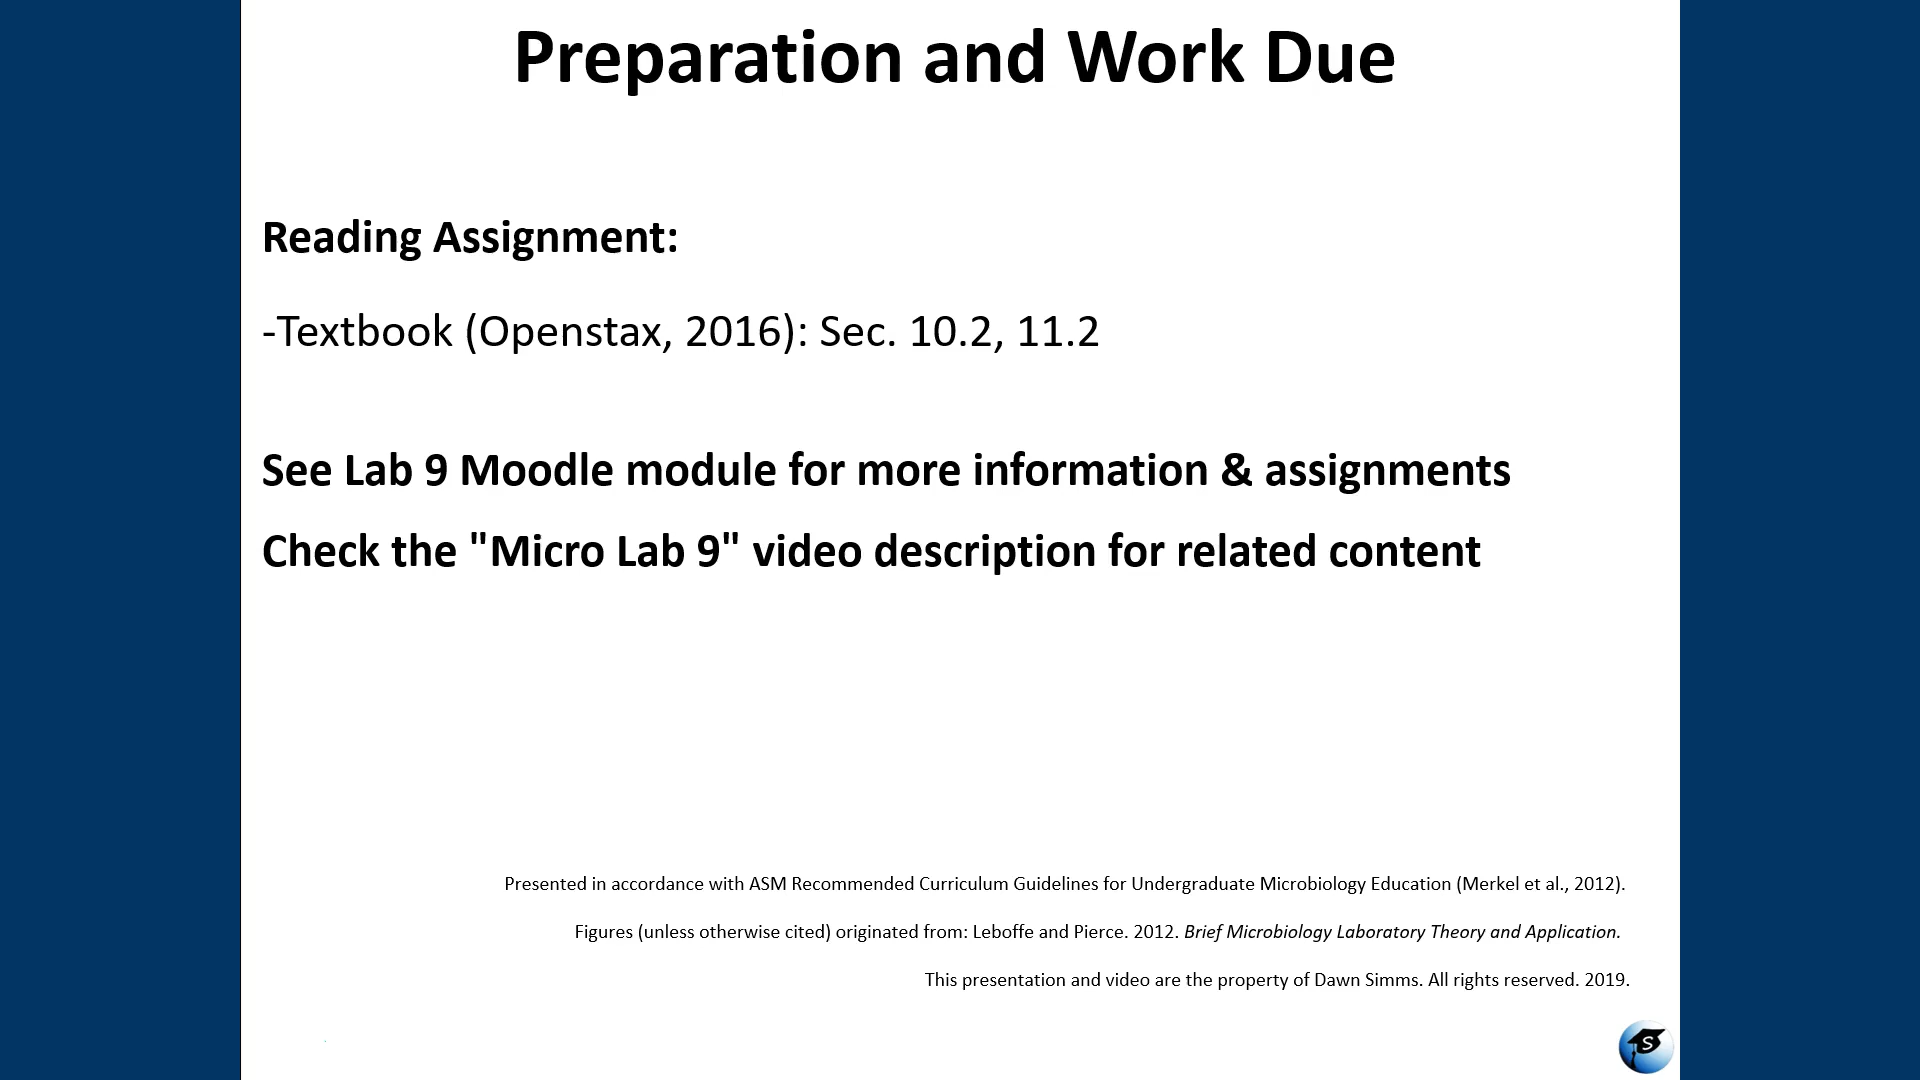 Preparation and Work Due
Reading Assignment:
-Textbook (Openstax, 2016): Sec. 10.2, 11.2
See Lab 9 Moodle module for more information & assignments
Check the "Micro Lab 9" video description for related content
Presented in accordance with ASM Recommended Curriculum Guidelines for Undergraduate Microbiology Education (Merkel et al., 2012).
Figures (unless otherwise cited) originated from: Leboffe and Pierce. 2012. Brief Microbiology Laboratory Theory and Application.
This presentation and video are the property of Dawn Simms. All rights reserved. 2019.
S